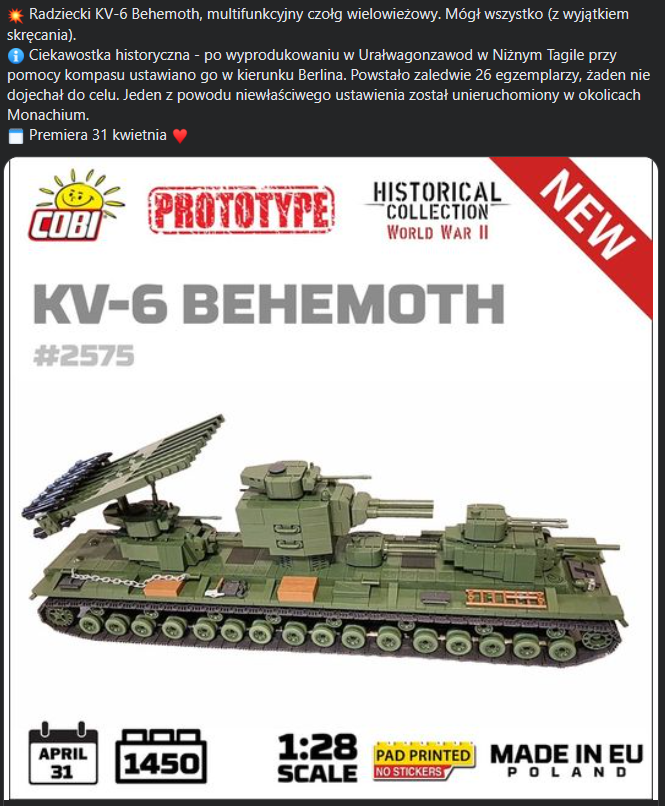 💥 Radziecki KV-6 Behemoth, multifunkcyjny czołg wielowieżowy. Mógł wszystko (z wyjątkiem
skręcania).
ℹ️ Ciekawostka historyczna - po wyprodukowaniu w Urałwagonzawod w Niżnym Tagile przy
pomocy kompasu ustawiano go w kierunku Berlina. Powstało zaledwie 26 egzemplarzy, żaden nie
dojechał do celu. Jeden z powodu niewłaściwego ustawienia został unieruchomiony w okolicach
Monachium.
🗓️ Premiera 31 kwietnia ❤️
COBI
PROTOTYPE
HISTORICAL
COLLECTION
WORLD WAR II
NEW
KV-6 BEHEMOTH
#2575
APRIL
31
1450
1:28
SCALE
PAD PRINTED
NO STICKERS
MADE IN EU
POLAND